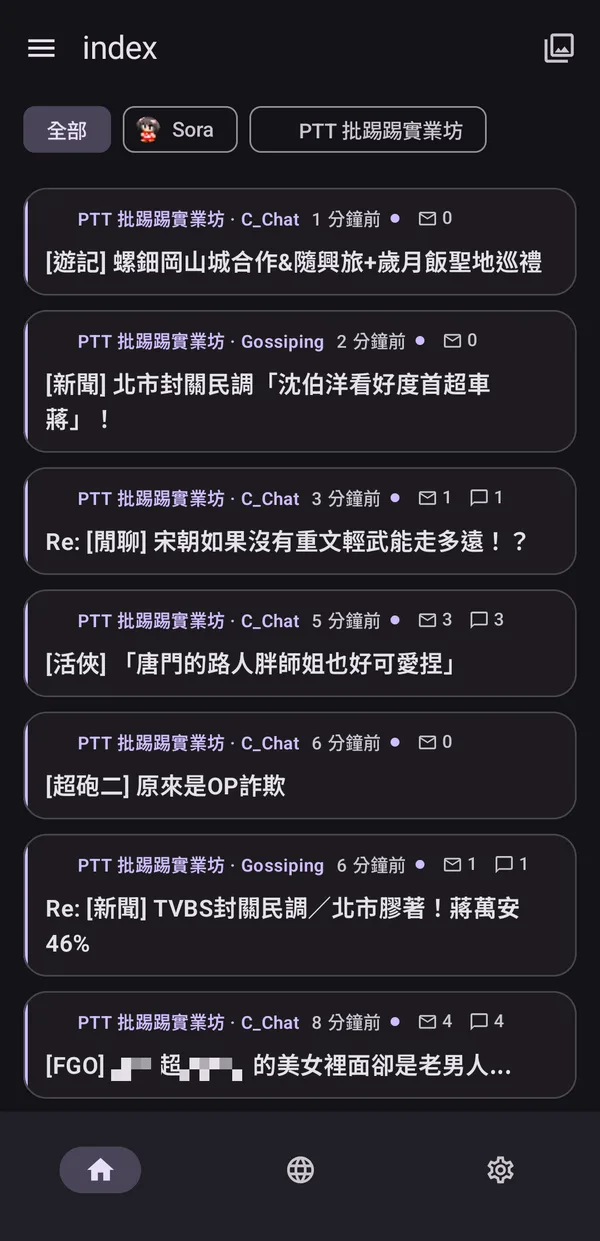 index
全部
Sora
PTT 批踢踢實業坊
PTT 批踢踢實業坊 · C_Chat 1 分鐘前 0
[遊記] 螺鈿岡山城合作&隨興旅+歲月飯聖地巡禮
PTT 批踢踢實業坊 · Gossiping 2 分鐘前 0
[新聞] 北市封關民調「沈伯洋看好度首超車
蔣」！
PTT 批踢踢實業坊 · C_Chat 3 分鐘前 1 1
Re: [閒聊] 宋朝如果沒有重文輕武能走多遠！？
PTT 批踢踢實業坊 · C_Chat 5 分鐘前 3 3
[活俠] 「唐門的路人胖師姐也好可愛捏」
PTT 批踢踢實業坊 · C_Chat 6 分鐘前 0
[超砲二] 原來是OP詐欺
PTT 批踢踢實業坊 · Gossiping 6 分鐘前 1 1
Re: [新聞] TVBS封關民調／北市膠著！蔣萬安
46%
PTT 批踢踢實業坊 · C_Chat 8 分鐘前 4 4
[FGO] 超 的美女裡面卻是老男人...